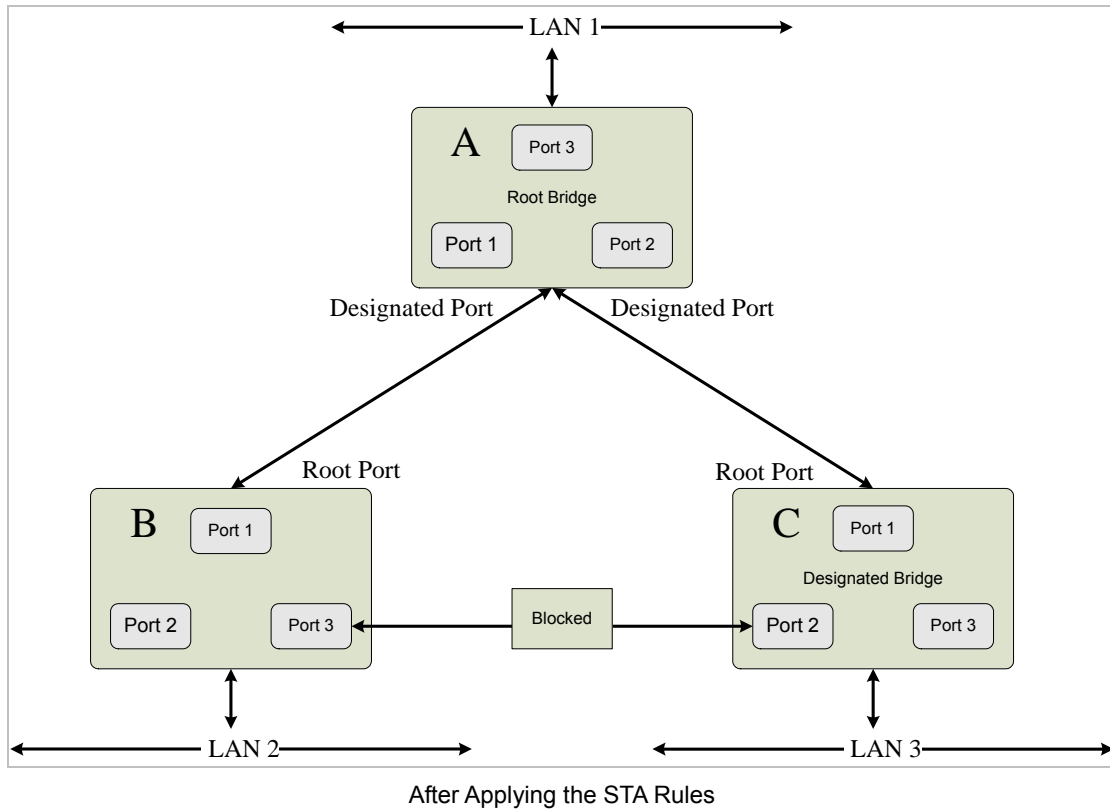 LAN 1
A
Port 3
Root Bridge
Port 1
Port 2
Designated Port
Designated Port
Root Port
Root Port
B
Port 1
C
Port 1
Designated Bridge
Port 2
Port 3
Blocked
Port 2
Port 3
LAN 2
LAN 3
After Applying the STA Rules